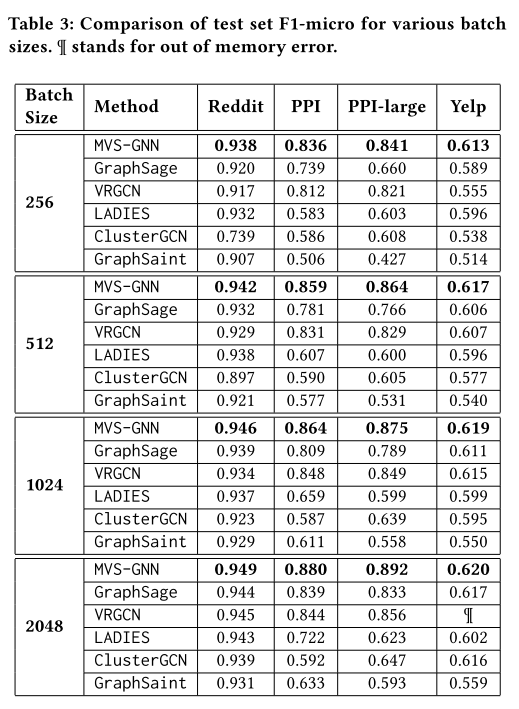 Table 3: Comparison of test set F1-micro for various batch
sizes. ¶ stands for out of memory error.
Batch Size Method Reddit PPI PPI-large Yelp
256
MVS-GNN 0.938 0.836 0.841 0.613
GraphSage 0.920 0.739 0.660 0.589
VRGCN 0.917 0.812 0.821 0.555
LADIES 0.932 0.583 0.603 0.596
ClusterGCN 0.739 0.586 0.608 0.538
GraphSaint 0.907 0.506 0.427 0.514
512
MVS-GNN 0.942 0.859 0.864 0.617
GraphSage 0.932 0.781 0.766 0.606
VRGCN 0.929 0.831 0.829 0.607
LADIES 0.938 0.607 0.600 0.596
ClusterGCN 0.897 0.590 0.605 0.577
GraphSaint 0.921 0.577 0.531 0.540
1024
MVS-GNN 0.946 0.864 0.875 0.619
GraphSage 0.939 0.809 0.789 0.611
VRGCN 0.934 0.848 0.849 0.615
LADIES 0.937 0.659 0.599 0.599
ClusterGCN 0.923 0.587 0.639 0.595
GraphSaint 0.929 0.611 0.558 0.550
2048
MVS-GNN 0.949 0.880 0.892 0.620
GraphSage 0.944 0.839 0.833 0.617
VRGCN 0.945 0.844 0.856 ¶
LADIES 0.943 0.722 0.623 0.602
ClusterGCN 0.939 0.592 0.647 0.616
GraphSaint 0.931 0.633 0.593 0.559